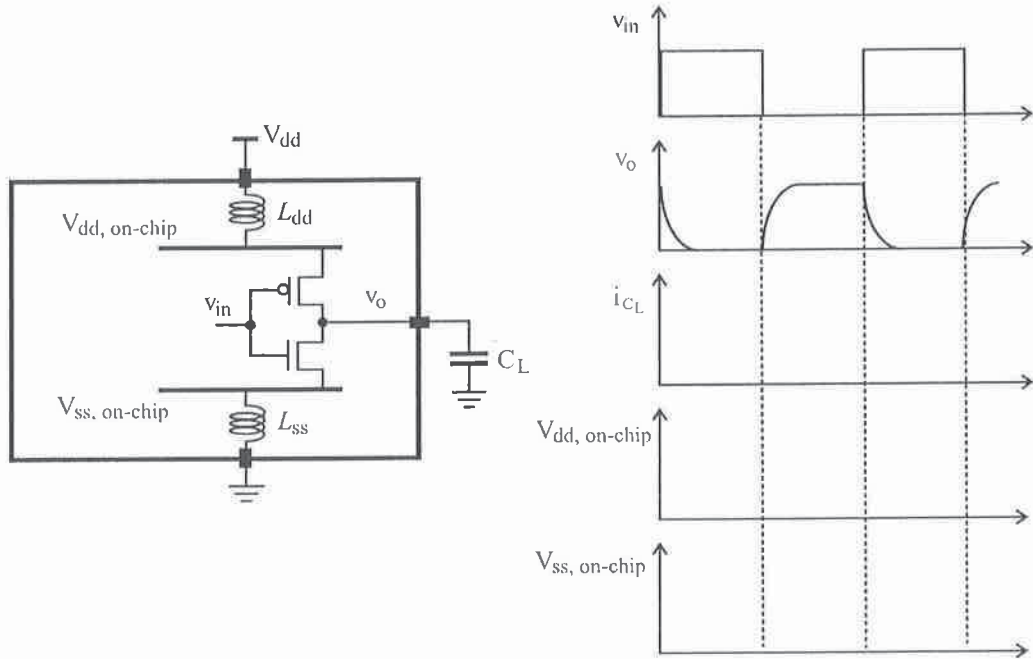 V_dd
L_dd
V_dd, on-chip
v_in
v_o
C_L
V_ss, on-chip
L_ss
v_in
v_o
i_C_L
V_dd, on-chip
V_ss, on-chip